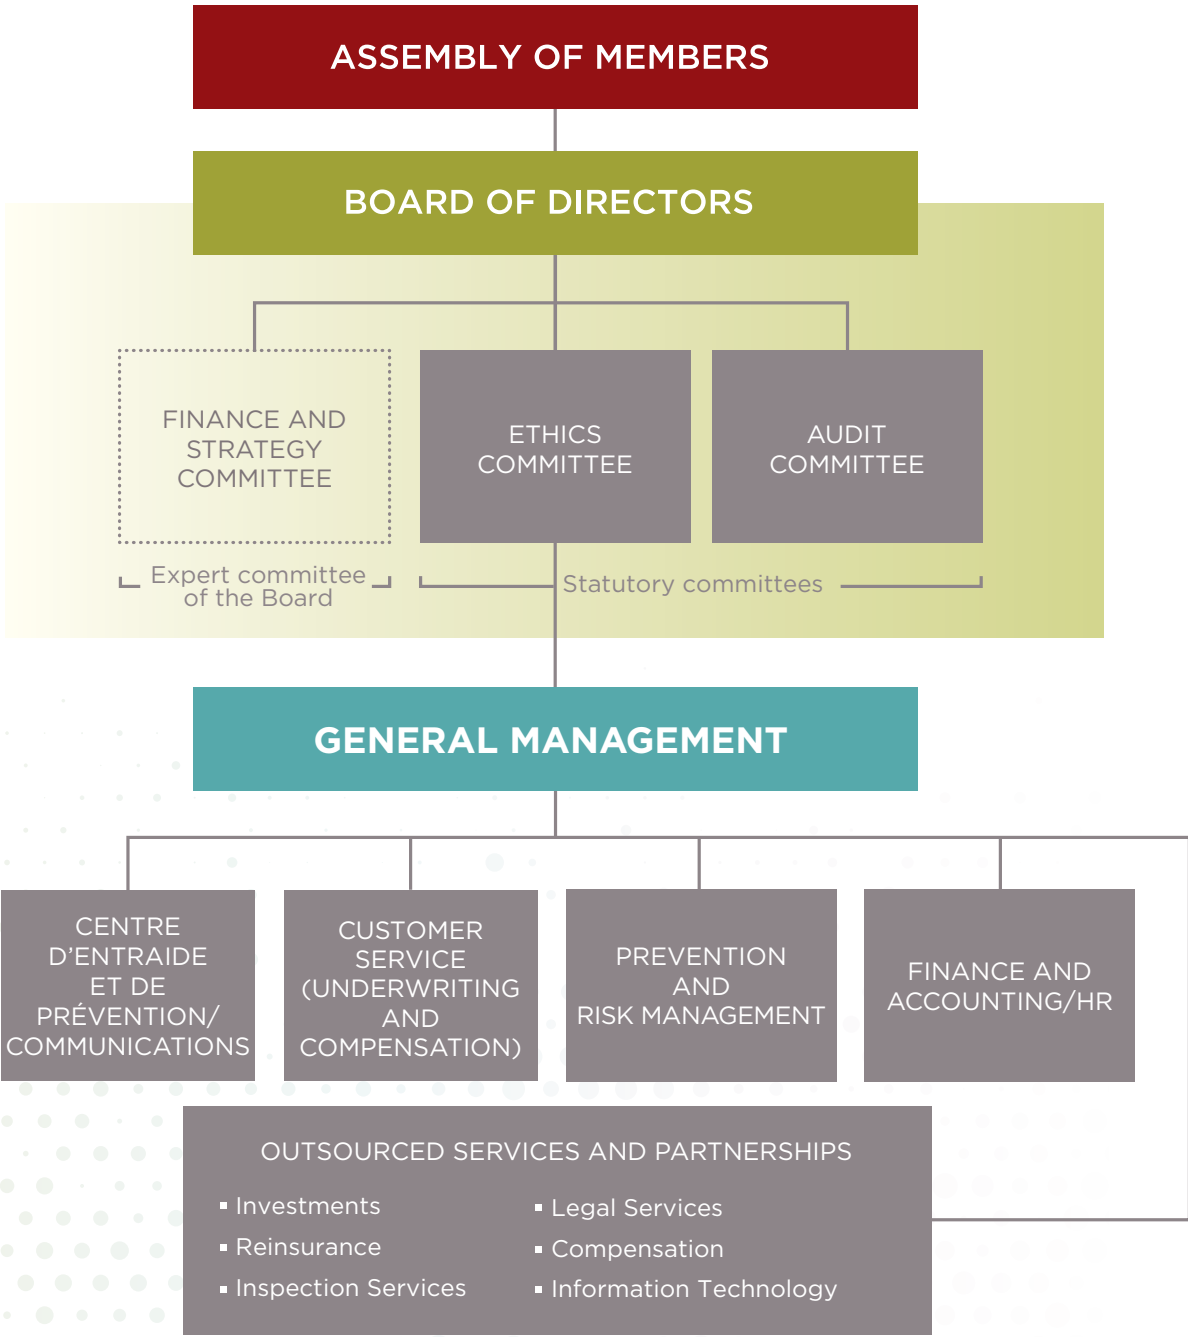 ASSEMBLY OF MEMBERS
BOARD OF DIRECTORS
FINANCE AND
STRATEGY
COMMITTEE
ETHICS
COMMITTEE
AUDIT
COMMITTEE
Expert committee
of the Board
Statutory committees
GENERAL MANAGEMENT
CENTRE
D’ENTRAIDE
ET DE
PRÉVENTION/
COMMUNICATIONS
CUSTOMER
SERVICE
(UNDERWRITING
AND
COMPENSATION)
PREVENTION
AND
RISK MANAGEMENT
FINANCE AND
ACCOUNTING/HR
OUTSOURCED SERVICES AND PARTNERSHIPS
▪ Investments
▪ Reinsurance
▪ Inspection Services
▪ Legal Services
▪ Compensation
▪ Information Technology